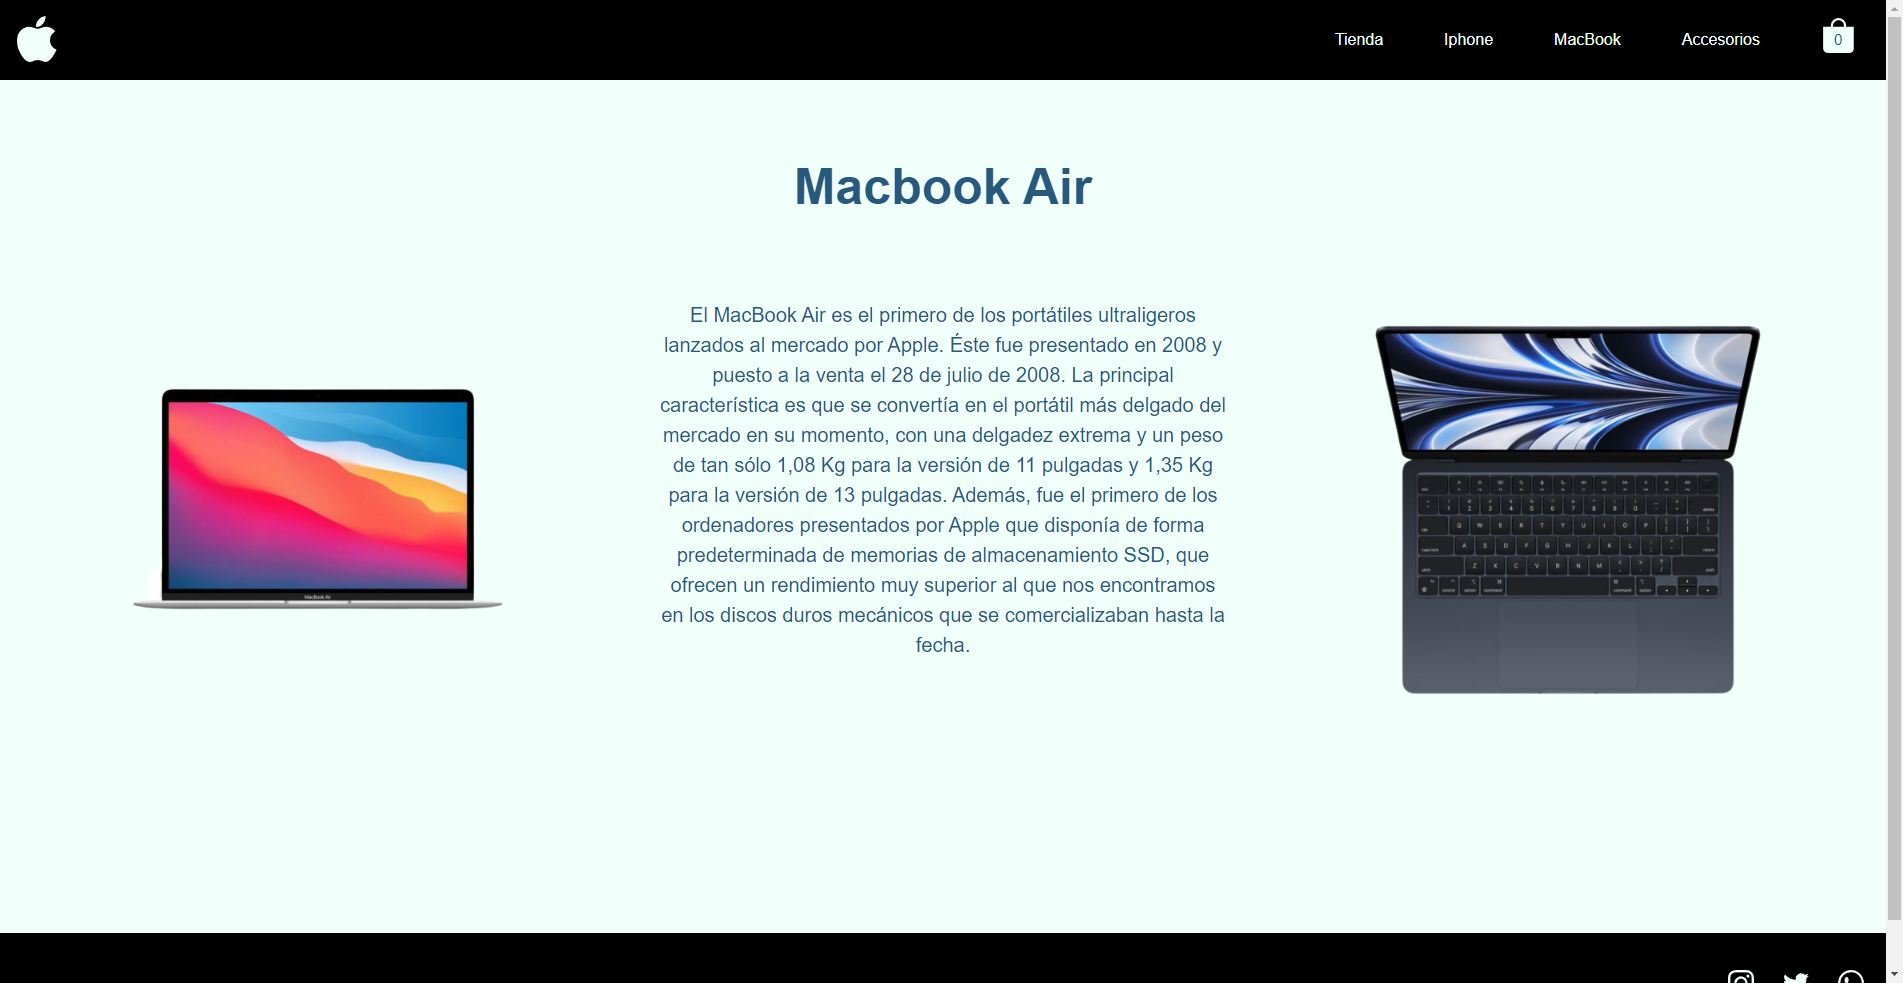 Tienda
Iphone
MacBook
Accesorios
0
Macbook Air
El MacBook Air es el primero de los portátiles ultraligeros
lanzados al mercado por Apple. Éste fue presentado en 2008 y
puesto a la venta el 28 de julio de 2008. La principal
característica es que se convertía en el portátil más delgado del
mercado en su momento, con una delgadez extrema y un peso
de tan sólo 1,08 Kg para la versión de 11 pulgadas y 1,35 Kg
para la versión de 13 pulgadas. Además, fue el primero de los
ordenadores presentados por Apple que disponía de forma
predeterminada de memorias de almacenamiento SSD, que
ofrecen un rendimiento muy superior al que nos encontramos
en los discos duros mecánicos que se comercializaban hasta la
fecha.
MacBook Air